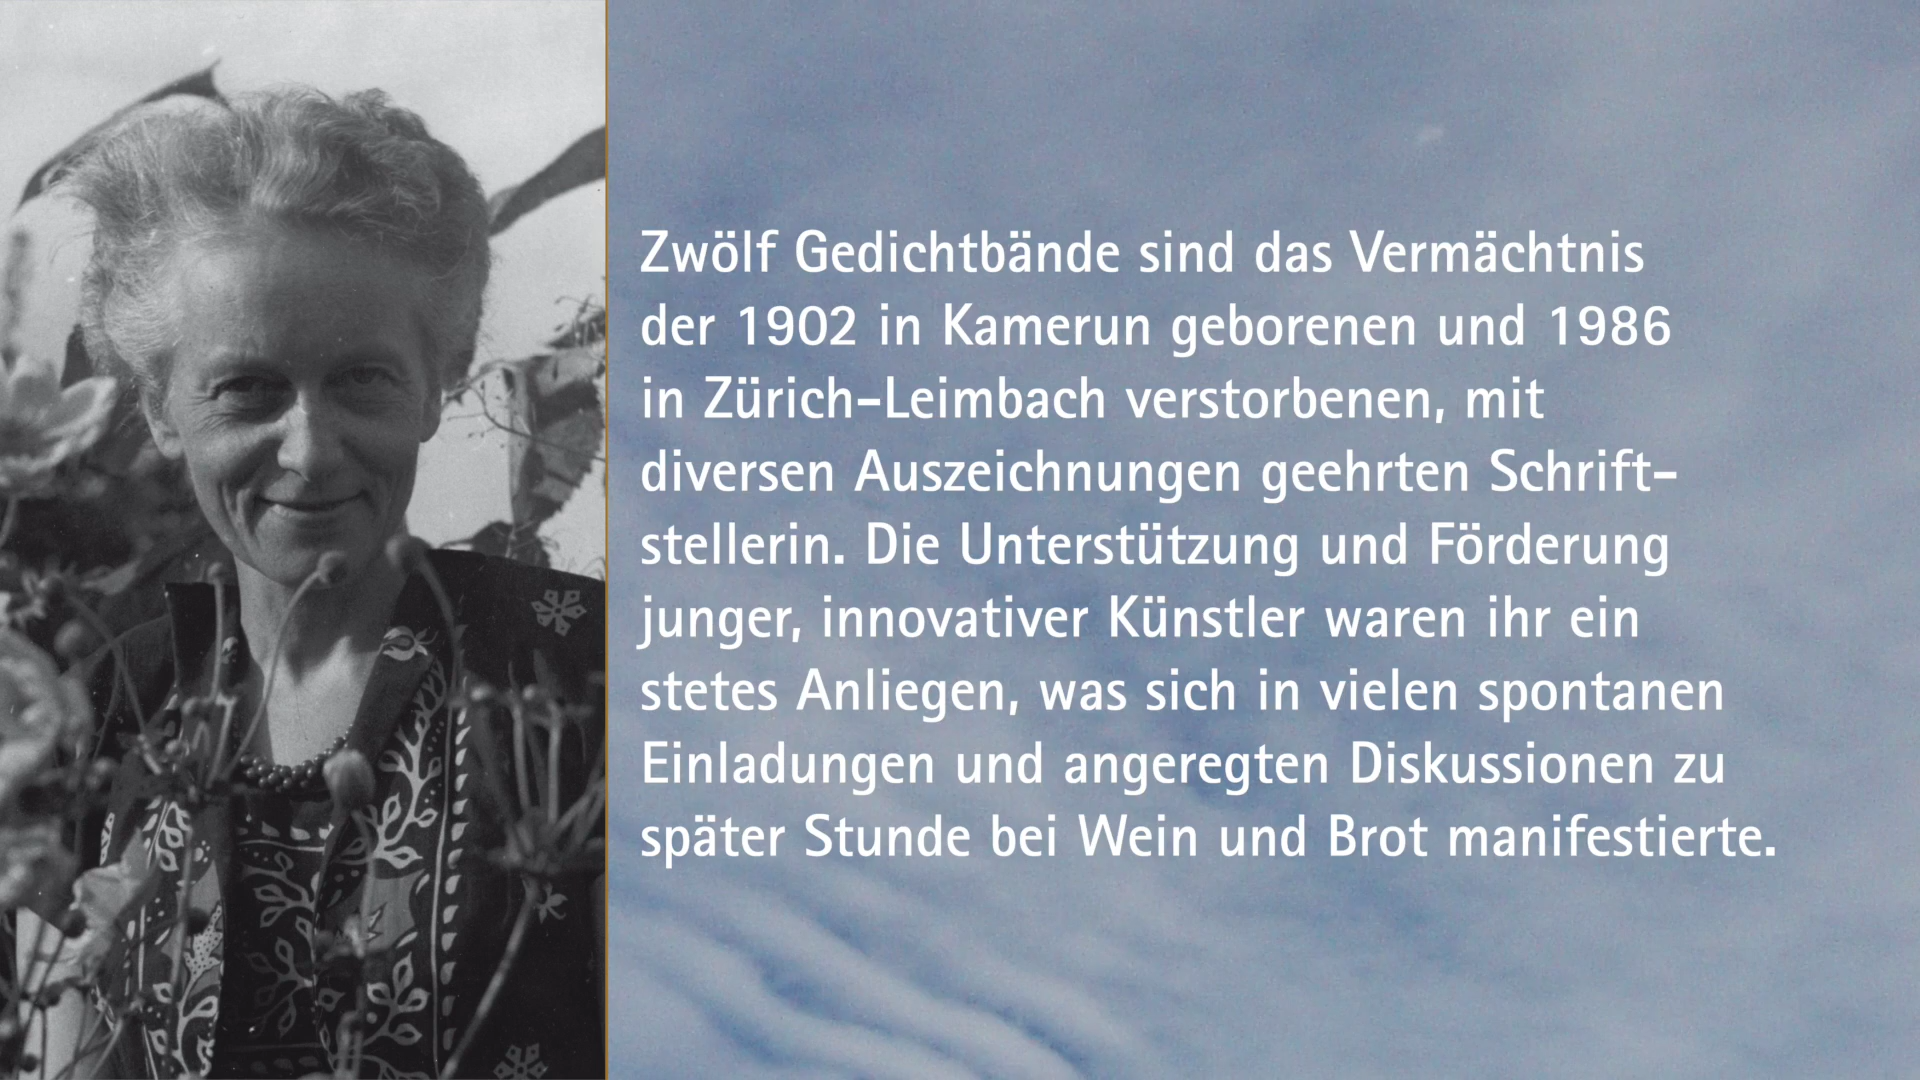 Zwölf Gedichtbände sind das Vermächtnis
der 1902 in Kamerun geborenen und 1986
in Zürich-Leimbach verstorbenen, mit
diversen Auszeichnungen geehrten Schrift-
stellerin. Die Unterstützung und Förderung
junger, innovativer Künstler waren ihr ein
stetes Anliegen, was sich in vielen spontanen
Einladungen und angeregten Diskussionen zu
später Stunde bei Wein und Brot manifestierte.